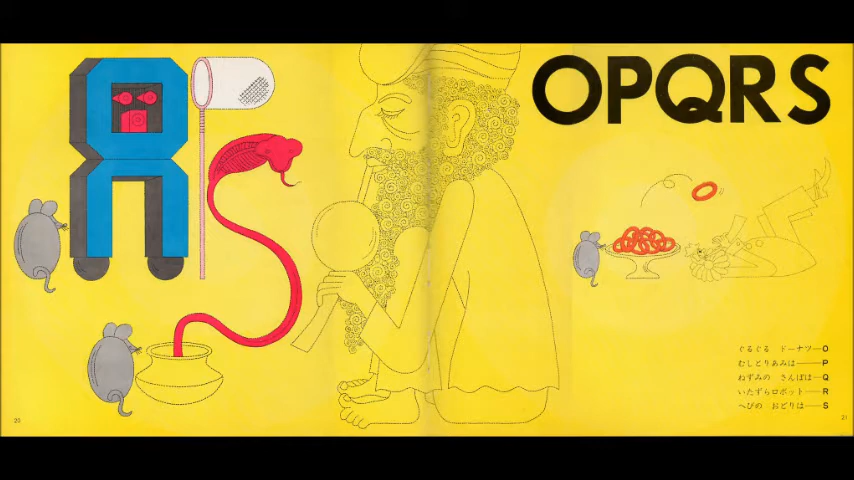 OPQRS
ぐるぐる ドーナツ―O
むしとりあみは―P
ねずみの さんぽは―Q
いたずらロボット―R
へびの おどりは―S
20
21